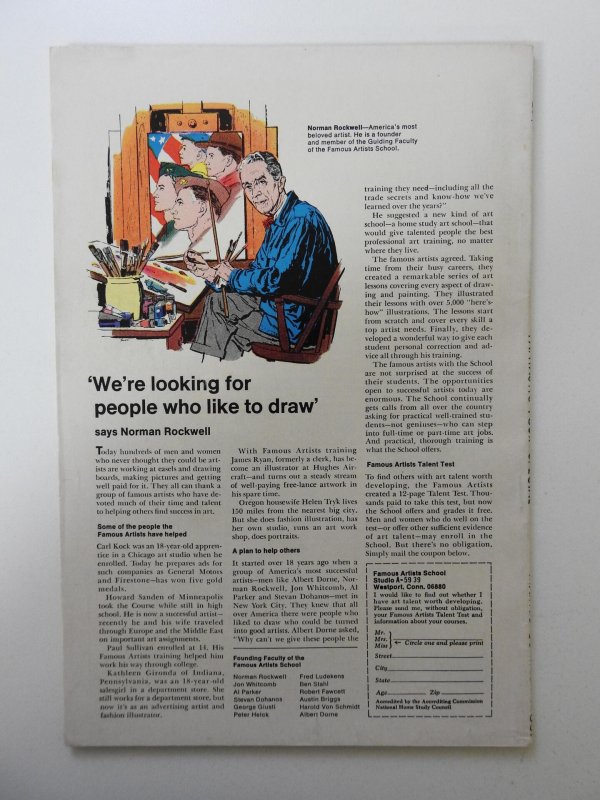 Norman Rockwell—America's most
beloved artist. He is a founder
and member of the Guiding Faculty
of the Famous Artists School.
'We're looking for
people who like to draw'
says Norman Rockwell
Today hundreds of men and women
who never thought they could be art-
ists are working at easels and drawing
boards, making pictures and getting
well paid for it. They all can thank a
group of famous artists who have de-
voted much of their time and talent
to helping others find success in art.
Some of the people the
Famous Artists have helped
Carl Kock was an 18-year-old appren-
tice in a Chicago art studio when he
enrolled. Today he prepares ads for
such companies as General Motors
and Firestone—has won five gold
medals.
Howard Sanden of Minneapolis
took the Course while still in high
school. He is now a successful artist—
recently he and his wife traveled
through Europe and the Middle East
on important art assignments.
Paul Sullivan enrolled at 14. His
Famous Artists training helped him
work his way through college.
Kathleen Gironda of Indiana,
Pennsylvania, was an 18-year-old
salesgirl in a department store. She
still works for a department store, but
now it's as an advertising artist and
fashion illustrator.
With Famous Artists training
James Ryan, formerly a clerk, has be-
come an illustrator at Hughes Air-
craft—and turns out a steady stream
of well-paying free-lance artwork in
his spare time.
Oregon housewife Helen Tryk lives
150 miles from the nearest big city.
But she does fashion illustration, has
her own studio, runs an art work
shop, does portraits.
A plan to help others
It started over 18 years ago when a
group of America's most successful
artists—men like Albert Dorne, Nor-
man Rockwell, Jon Whitcomb, Al
Parker and Stevan Dohanos—met in
New York City. They knew that all
over America there were people who
liked to draw who could be turned
into good artists. Albert Dorne asked,
"Why can't we give these people the
Founding Faculty of the
Famous Artists School
Norman Rockwell
Jon Whitcomb
Al Parker
Stevan Dohanos
George Giusti
Peter Helck
Fred Ludekens
Ben Stahl
Robert Fawcett
Austin Briggs
Harold Von Schmidt
Albert Dorne
training they need—including all the
trade secrets and know-how we've
learned over the years?"
He suggested a new kind of art
school—a home study art school—that
would give talented people the best
professional art training, no matter
where they live.
The famous artists agreed. Taking
time from their busy careers, they
created a remarkable series of art
lessons covering every aspect of draw-
ing and painting. They illustrated
their lessons with over 5,000 "here's-
how" illustrations. The lessons start
from scratch and cover every skill a
top artist needs. Finally, they de-
veloped a wonderful way to give each
student personal correction and ad-
vice all through his training.
The famous artists with the School
are not surprised at the success of
their students. The opportunities
open to successful artists today are
enormous. The School continually
gets calls from all over the country
asking for practical well-trained stu-
dents—not geniuses—who can step
into full-time or part-time art jobs.
And practical, thorough training is
what the School offers.
Famous Artists Talent Test
To find others with art talent worth
developing, the Famous Artists
created a 12-page Talent Test. Thou-
sands paid to take this test, but now
the School offers and grades it free.
Men and women who do well on the
test—or offer other sufficient evidence
of art talent—may enroll in the
School. But there's no obligation.
Simply mail the coupon below.
Famous Artists School
Studio A-5939
Westport, Conn. 06880
I would like to find out whether I
have art talent worth developing.
Please send me, without obligation,
your Famous Artists Talent Test and
information about your courses.
Mr.
Mrs.
Miss
← Circle one and please print
Street
City
State
Age Zip
Accredited by the Accrediting Commission
National Home Study Council